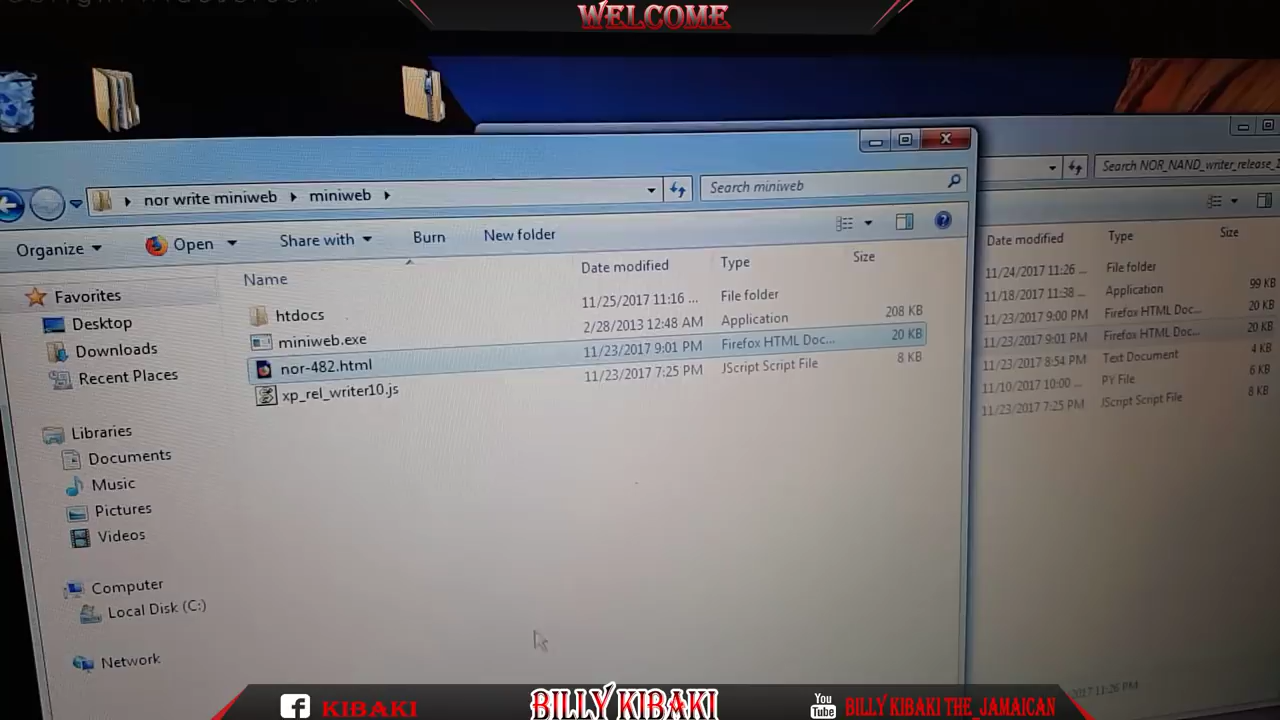 WELCOME
nor write miniweb
miniweb
Search miniweb
Search NOR_NAND_writer_release_
Organize
Open
Share with
Burn
New folder
Favorites
Desktop
Downloads
Recent Places
Libraries
Documents
Music
Pictures
Videos
Computer
Local Disk (C:)
Network
Name
Date modified
Type
Size
htdocs
11/25/2017 11:16 ...
File folder
miniweb.exe
2/28/2013 12:48 AM
Application
208 KB
nor-482.html
11/23/2017 9:01 PM
Firefox HTML Doc...
20 KB
xp_rel_writer10.js
11/23/2017 7:25 PM
JScript Script File
8 KB
Date modified
Type
Size
11/24/2017 11:26 ...
File folder
11/18/2017 11:38 ...
Application
99 KB
11/23/2017 9:00 PM
Firefox HTML Doc...
20 KB
11/23/2017 9:01 PM
Firefox HTML Doc...
20 KB
11/23/2017 8:54 PM
Text Document
4 KB
11/10/2017 10:00 ...
PY File
6 KB
11/23/2017 7:25 PM
JScript Script File
8 KB
2017 11:26 PM
KIBAKI
BILLY KIBAKI
You
Tube
BILLY KIBAKI THE_JAMAICAN